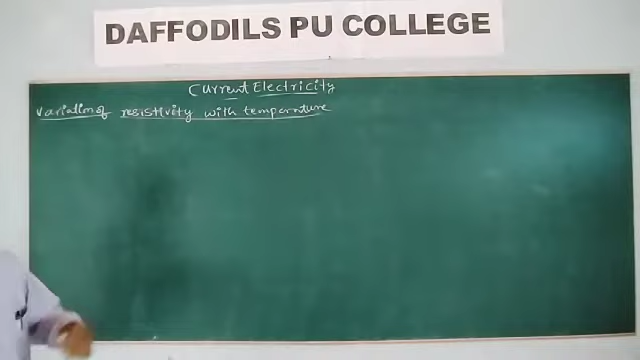 DAFFODILS PU COLLEGE
Current Electricity
Variation of resistivity with temperature